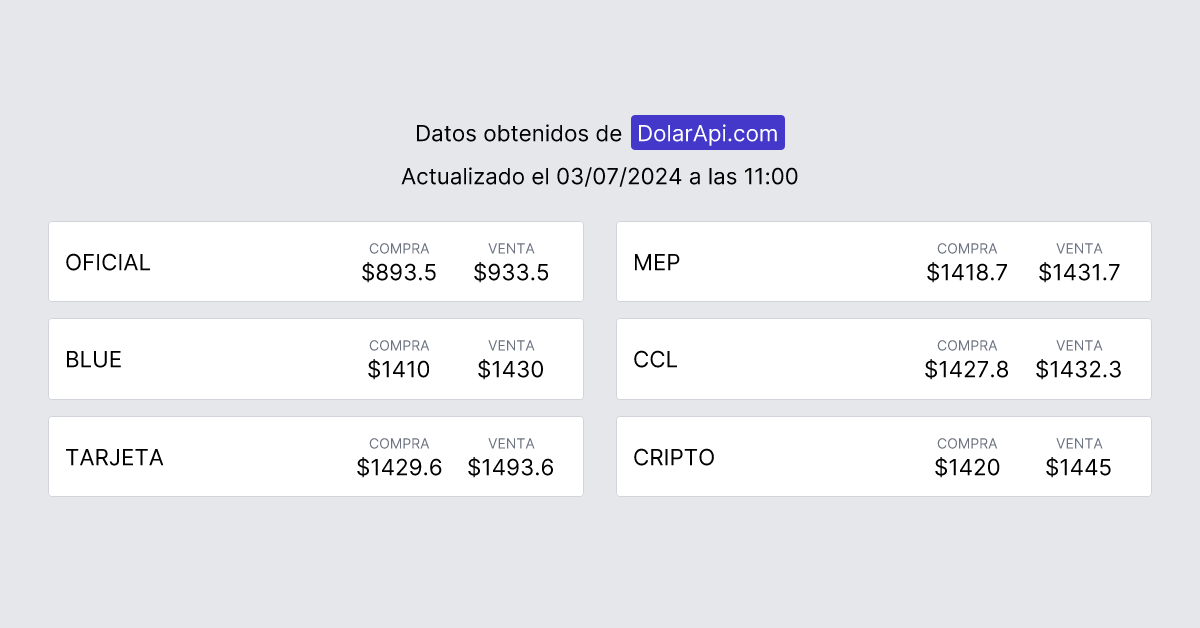 Datos obtenidos de DolarApi.com
Actualizado el 03/07/2024 a las 11:00
OFICIAL
COMPRA VENTA
$893.5 $933.5
MEP
COMPRA VENTA
$1418.7 $1431.7
BLUE
COMPRA VENTA
$1410 $1430
CCL
COMPRA VENTA
$1427.8 $1432.3
TARJETA
COMPRA VENTA
$1429.6 $1493.6
CRIPTO
COMPRA VENTA
$1420 $1445